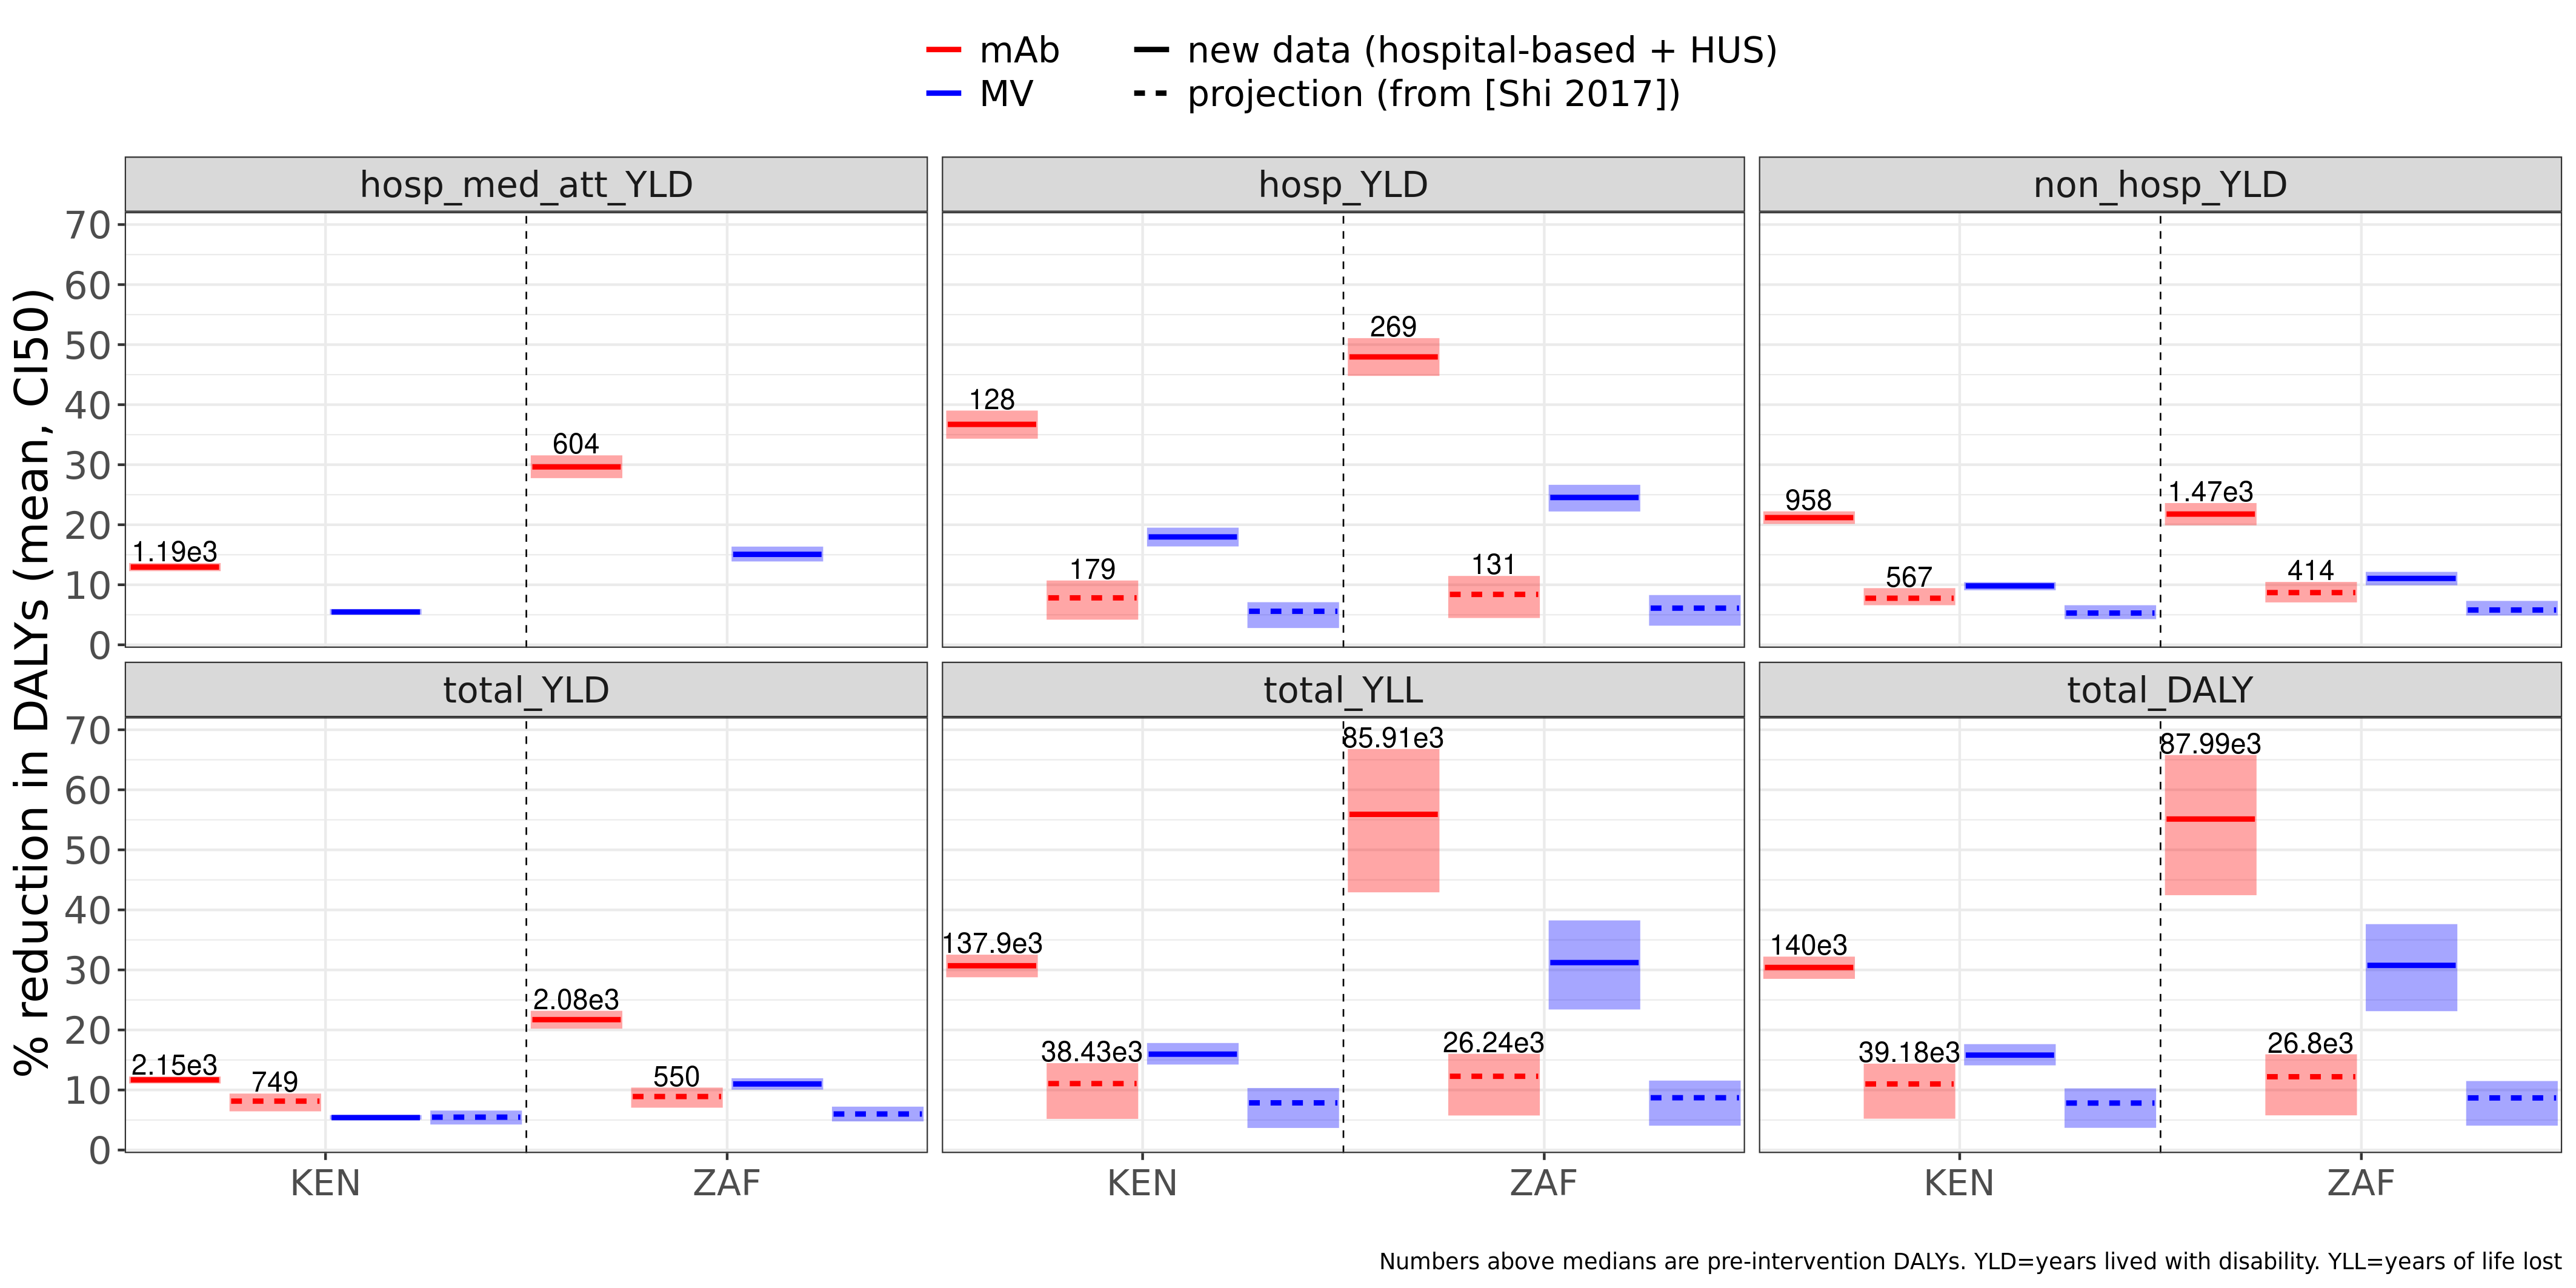 mAb
new data (hospital-based + HUS)
MV
projection (from [Shi 2017])
% reduction in DALYs (mean, CI50)
hosp_med_att_YLD
hosp_YLD
non_hosp_YLD
70
60
50
40
30
20
10
0
1.19e3
604
128
179
269
131
958
567
1.47e3
414
total_YLD
total_YLL
total_DALY
70
60
50
40
30
20
10
0
2.15e3
749
2.08e3
550
137.9e3
38.43e3
85.91e3
26.24e3
140e3
39.18e3
87.99e3
26.8e3
KEN
ZAF
KEN
ZAF
KEN
ZAF
Numbers above medians are pre-intervention DALYs. YLD=years lived with disability. YLL=years of life lost